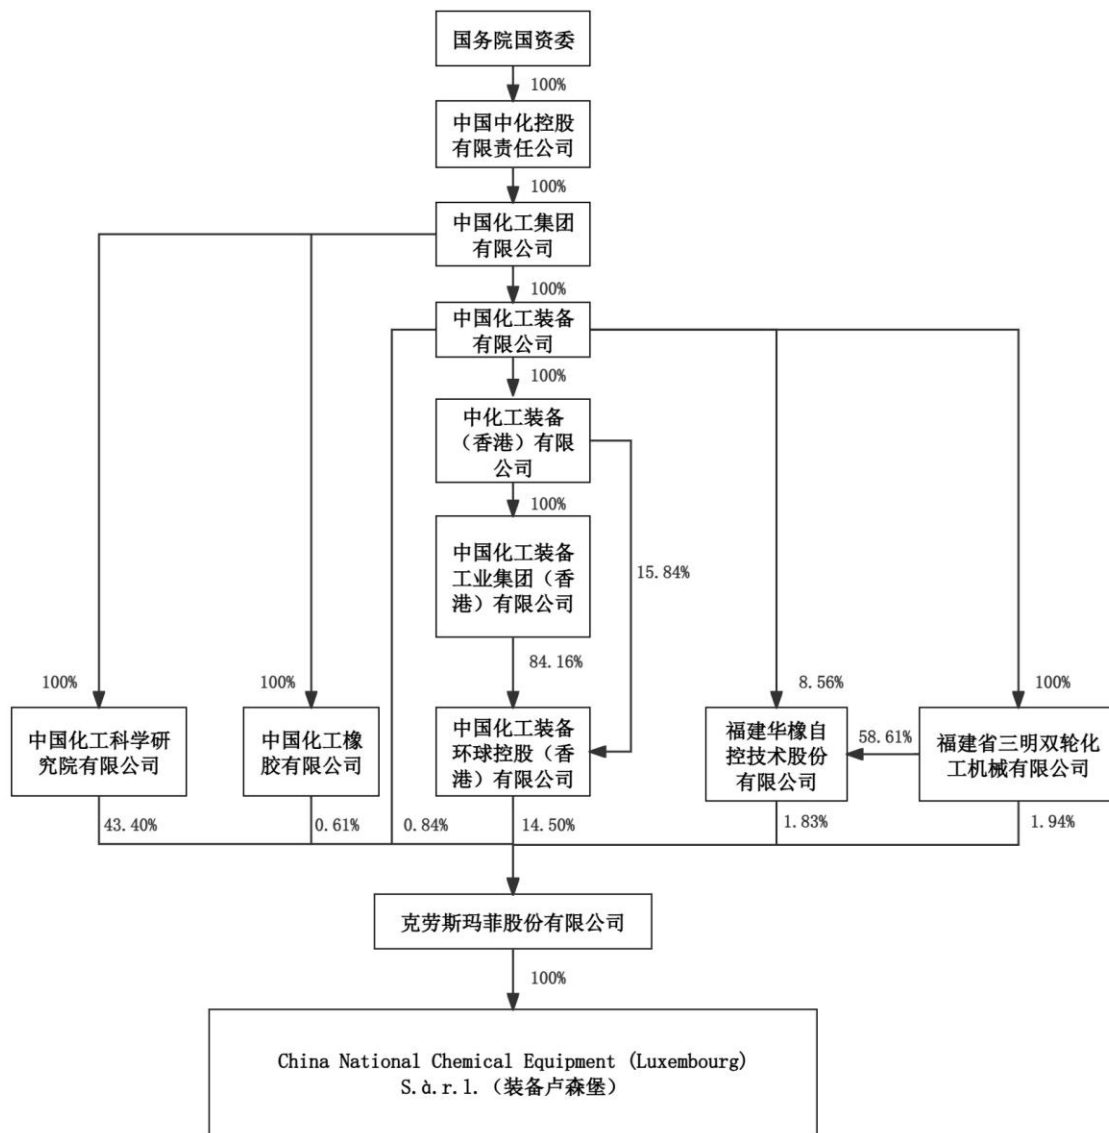 国务院国资委
100%
中国中化控股
有限责任公司
100%
中国化工集团
有限公司
100%
中国化工装备
有限公司
100%
中化工装备
（香港）有限
公司
100%
中国化工装备
工业集团（香
港）有限公司
15.84%
84.16%
100%
100%
8.56%
100%
中国化工科学研
究院有限公司
中国化工橡
胶有限公司
中国化工装备
环球控股（香
港）有限公司
福建华橡自
控技术股份
有限公司
58.61%
福建省三明双轮化
工机械有限公司
43.40%
0.61%
0.84%
14.50%
1.83%
1.94%
克劳斯玛菲股份有限公司
100%
China National Chemical Equipment (Luxembourg)
S.à.r.l.（装备卢森堡）